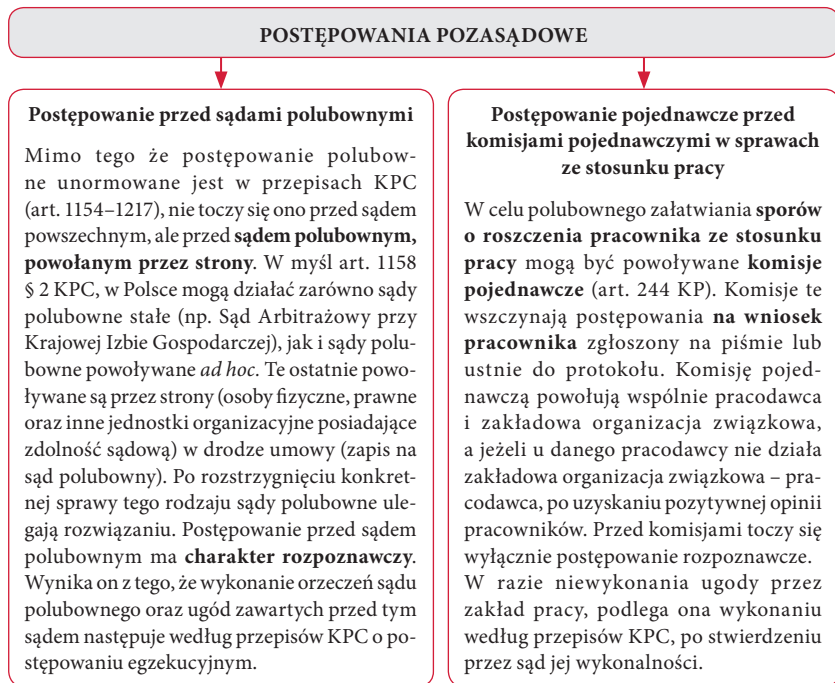 POSTĘPOWANIA POZASĄDOWE
Postępowanie przed sądami polubownymi
Mimo tego że postępowanie polubow-
ne unormowane jest w przepisach KPC
(art. 1154–1217), nie toczy się ono przed sądem
powszechnym, ale przed sądem polubownym,
powołanym przez strony. W myśl art. 1158
§ 2 KPC, w Polsce mogą działać zarówno sądy
polubowne stałe (np. Sąd Arbitrażowy przy
Krajowej Izbie Gospodarczej), jak i sądy polu-
bowne powoływane ad hoc. Te ostatnie powo-
ływane są przez strony (osoby fizyczne, prawne
oraz inne jednostki organizacyjne posiadające
zdolność sądową) w drodze umowy (zapis na
sąd polubowny). Po rozstrzygnięciu konkret-
nej sprawy tego rodzaju sądy polubowne ule-
gają rozwiązaniu. Postępowanie przed sądem
polubownym ma charakter rozpoznawczy.
Wynika on z tego, że wykonanie orzeczeń sądu
polubownego oraz ugód zawartych przed tym
sądem następuje według przepisów KPC o po-
stępowaniu egzekucyjnym.
Postępowanie pojednawcze przed
komisjami pojednawczymi w sprawach
ze stosunku pracy
W celu polubownego załatwiania sporów
o roszczenia pracownika ze stosunku
pracy mogą być powoływane komisje
pojednawcze (art. 244 KP). Komisje te
wszczynają postępowania na wniosek
pracownika zgłoszony na piśmie lub
ustnie do protokołu. Komisję pojed-
nawczą powołują wspólnie pracodawca
i zakładowa organizacja związkowa,
a jeżeli u danego pracodawcy nie działa
zakładowa organizacja związkowa – pra-
codawca, po uzyskaniu pozytywnej opinii
pracowników. Przed komisjami toczy się
wyłącznie postępowanie rozpoznawcze.
W razie niewykonania ugody przez
zakład pracy, podlega ona wykonaniu
według przepisów KPC, po stwierdzeniu
przez sąd jej wykonalności.